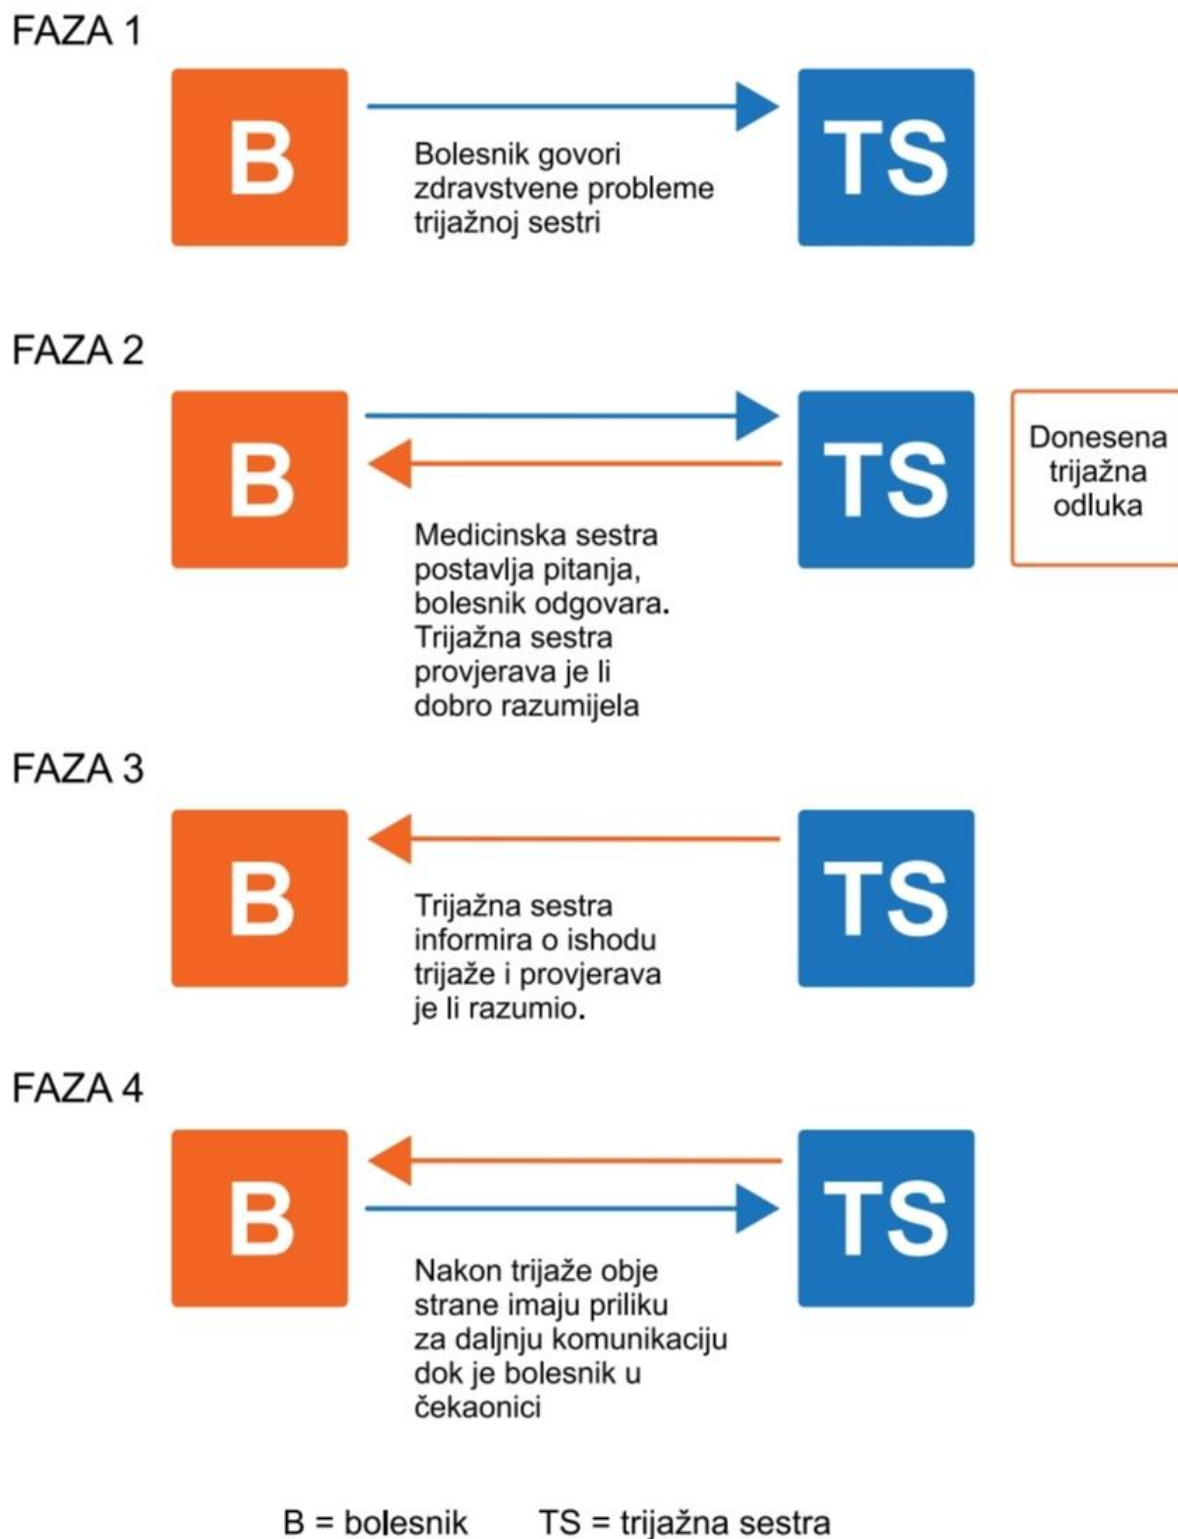 FAZA 1
B
TS
Bolesnik govori
zdravstvene probleme
trijažnoj sestri
FAZA 2
B
TS
Donesena
trijažna
odluka
Medicinska sestra
postavlja pitanja,
bolesnik odgovara.
Trijažna sestra
provjerava je li
dobro razumijela
FAZA 3
B
TS
Trijažna sestra
informira o ishodu
trijaže i provjerava
je li razumio.
FAZA 4
B
TS
Nakon trijaže obje
strane imaju priliku
za daljnju komunikaciju
dok je bolesnik u
čekaonici
B = bolesnik TS = trijažna sestra